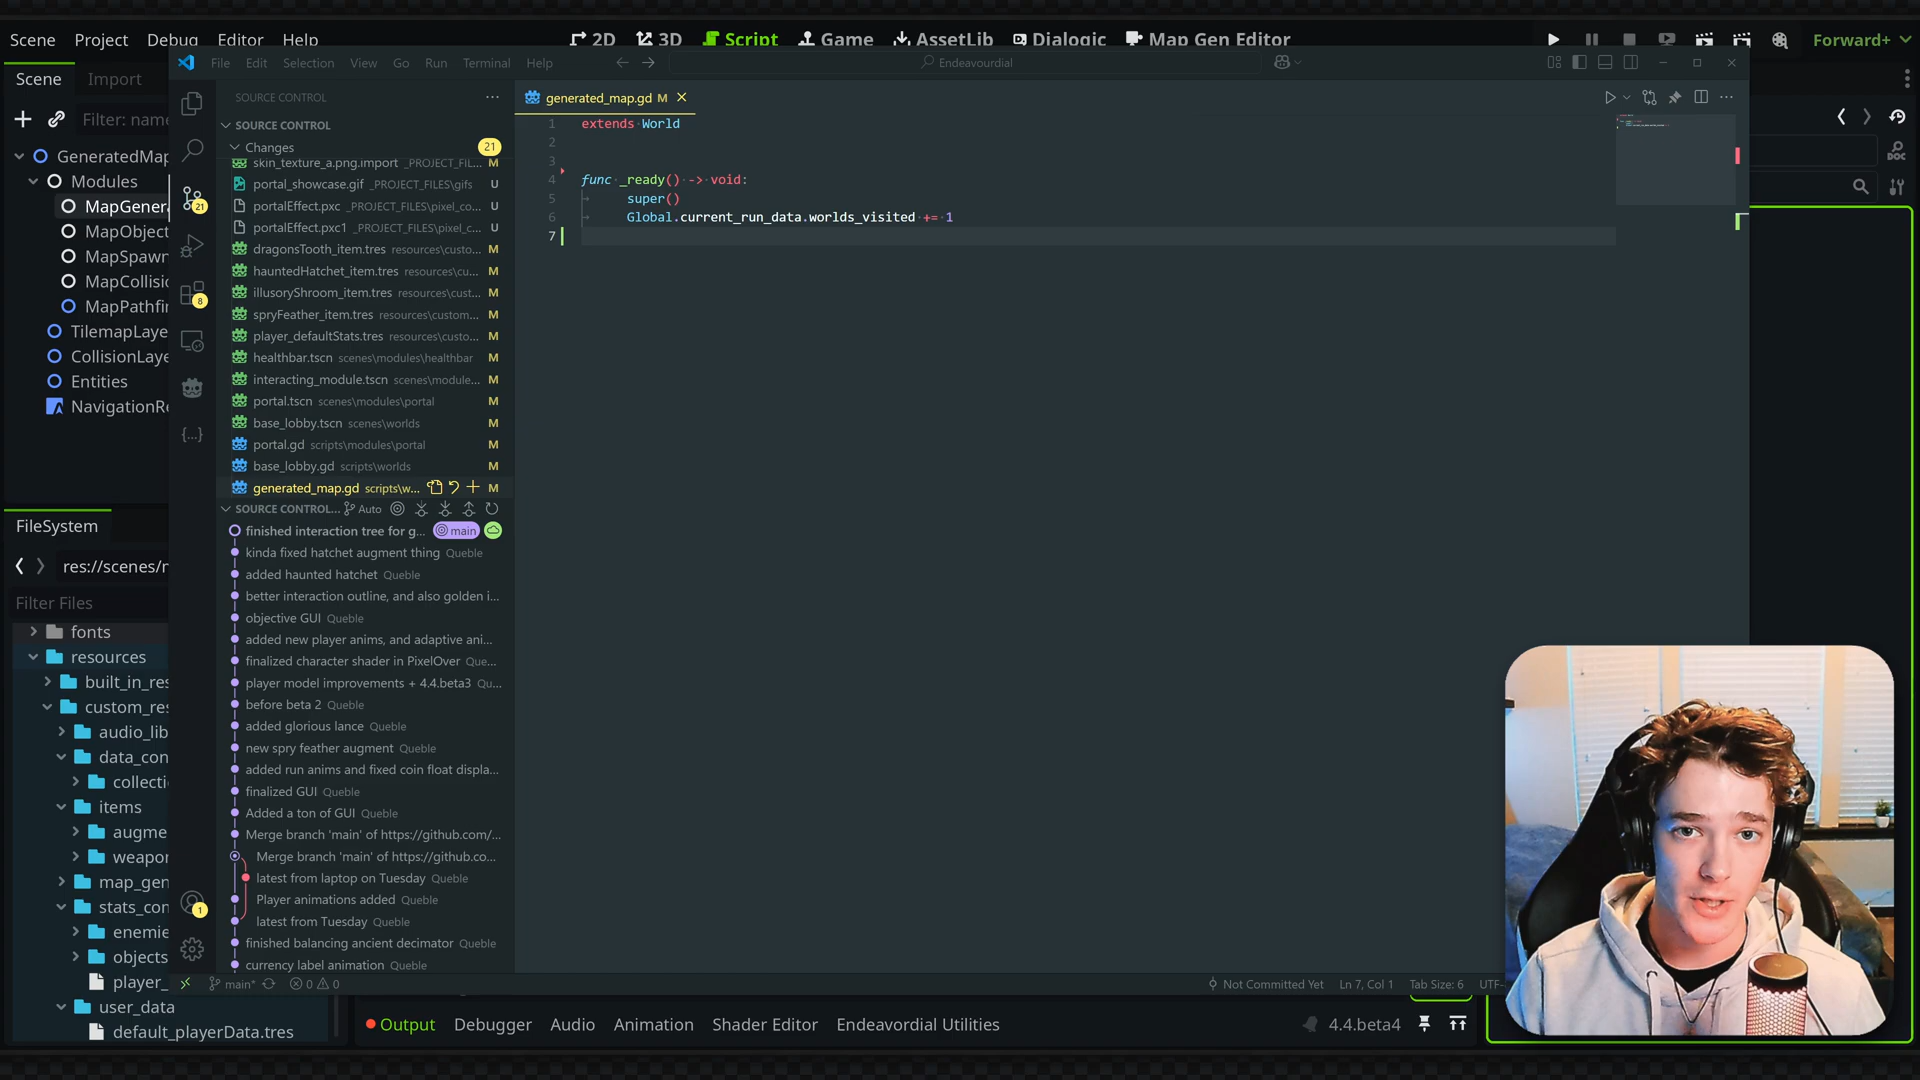 Scene Project Debug Editor Help
2D 3D Script Game AssetLib Dialogic Map Gen Editor
Forward+
Scene Import
Filter: name
GeneratedMap
Modules
MapGener
MapObject
MapSpawn
MapCollisio
MapPathfi
TilemapLaye
CollisionLaye
Entities
NavigationRe
FileSystem
res://scenes/
Filter Files
fonts
resources
built_in_res
custom_res
audio_lib
data_con
collecti
items
augme
weapon
map_gen
stats_con
enemie
objects
player_
user_data
default_playerData.tres
File Edit Selection View Go Run Terminal Help
Endeavourdial
21
8
1
SOURCE CONTROL
SOURCE CONTROL
Changes 21
skin_texture_a.png.import _PROJECT_FIL... M
portal_showcase.gif _PROJECT_FILES\gifs U
portalEffect.pxc _PROJECT_FILES\pixel_co... U
portalEffect.pxc1 _PROJECT_FILES\pixel_c... U
dragonsTooth_item.tres resources\custo... M
hauntedHatchet_item.tres resources\cu... M
illusoryShroom_item.tres resources\cust... M
spryFeather_item.tres resources\custom... M
player_defaultStats.tres resources\custo... M
healthbar.tscn scenes\modules\healthbar M
interacting_module.tscn scenes\module... M
portal.tscn scenes\modules\portal M
base_lobby.tscn scenes\worlds M
portal.gd scripts\modules\portal M
base_lobby.gd scripts\worlds M
generated_map.gd scripts\w... M
SOURCE CONTROL... Auto
finished interaction tree for g... main
kinda fixed hatchet augment thing Queble
added haunted hatchet Queble
better interaction outline, and also golden i...
objective GUI Queble
added new player anims, and adaptive ani...
finalized character shader in PixelOver Que...
player model improvements + 4.4.beta3 Qu...
before beta 2 Queble
added glorious lance Queble
new spry feather augment Queble
added run anims and fixed coin float displa...
finalized GUI Queble
Added a ton of GUI Queble
Merge branch 'main' of https://github.com/...
Merge branch 'main' of https://github.co...
latest from laptop on Tuesday Queble
Player animations added Queble
latest from Tuesday Queble
finished balancing ancient decimator Queble
currency label animation Queble
generated_map.gd M
1 extends World
2
3
4 func _ready() -> void:
5 super()
6 Global.current_run_data.worlds_visited += 1
7
main* 0 0
Not Committed Yet Ln 7, Col 1 Tab Size: 6 UTF-
Output Debugger Audio Animation Shader Editor Endeavordial Utilities
4.4.beta4